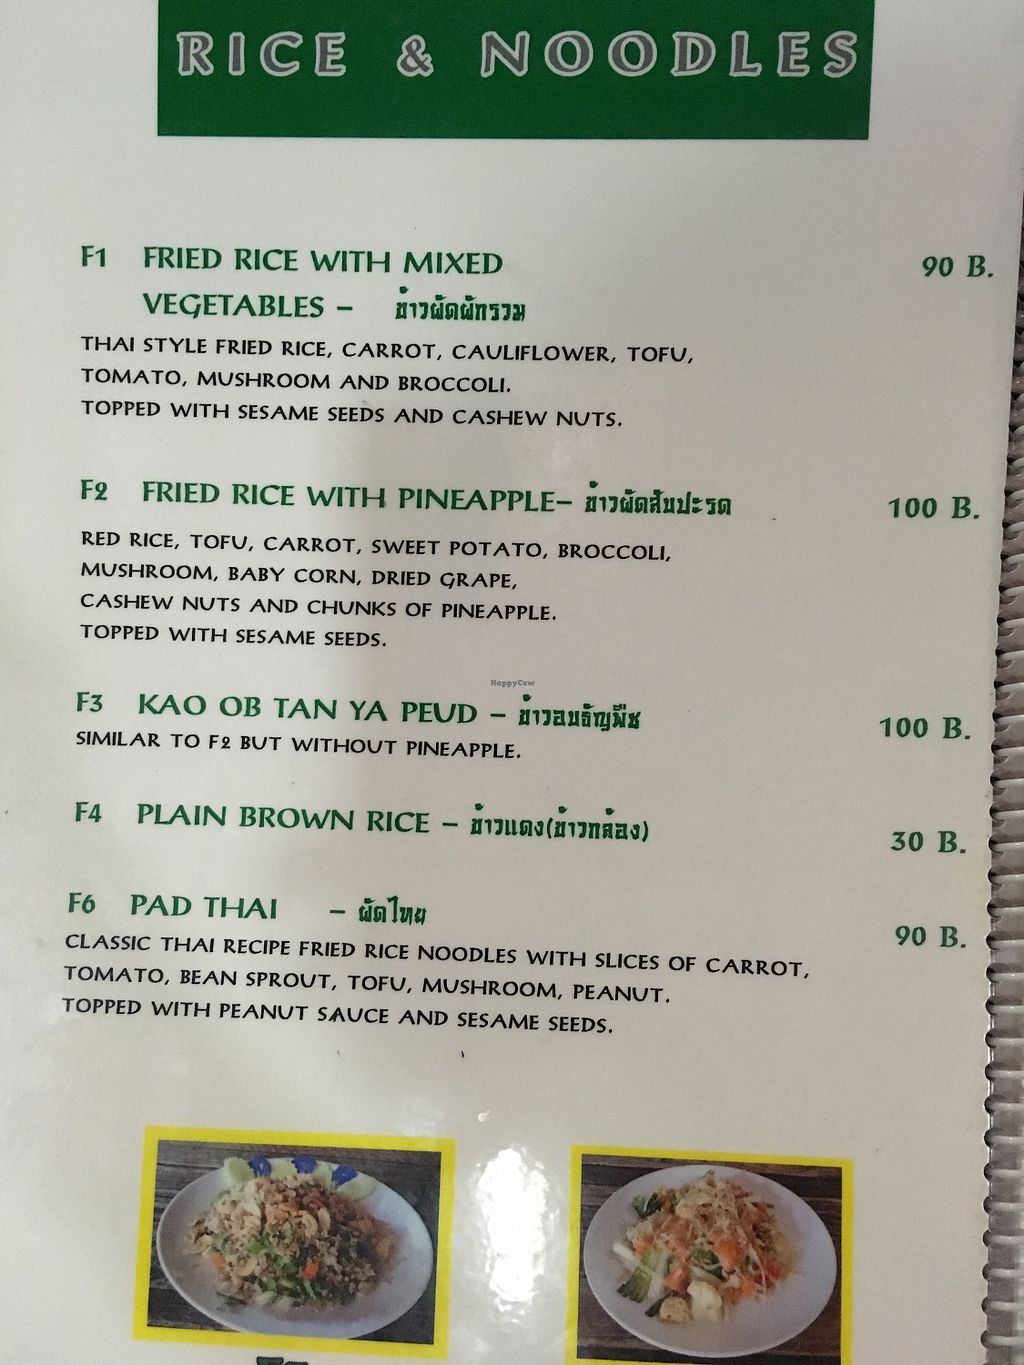 RICE & NOODLES
F1 FRIED RICE WITH MIXED 90 B.
VEGETABLES – ข้าวผัดผักรวม
THAI STYLE FRIED RICE, CARROT, CAULIFLOWER, TOFU,
TOMATO, MUSHROOM AND BROCCOLI.
TOPPED WITH SESAME SEEDS AND CASHEW NUTS.
F2 FRIED RICE WITH PINEAPPLE– ข้าวผัดสับปะรด 100 B.
RED RICE, TOFU, CARROT, SWEET POTATO, BROCCOLI,
MUSHROOM, BABY CORN, DRIED GRAPE,
CASHEW NUTS AND CHUNKS OF PINEAPPLE.
TOPPED WITH SESAME SEEDS.
HappyCow
F3 KAO OB TAN YA PEUD – ข้าวอบธัญพืช 100 B.
SIMILAR TO F2 BUT WITHOUT PINEAPPLE.
F4 PLAIN BROWN RICE – ข้าวแดง(ข้าวกล้อง) 30 B.
F6 PAD THAI – ผัดไทย 90 B.
CLASSIC THAI RECIPE FRIED RICE NOODLES WITH SLICES OF CARROT,
TOMATO, BEAN SPROUT, TOFU, MUSHROOM, PEANUT.
TOPPED WITH PEANUT SAUCE AND SESAME SEEDS.